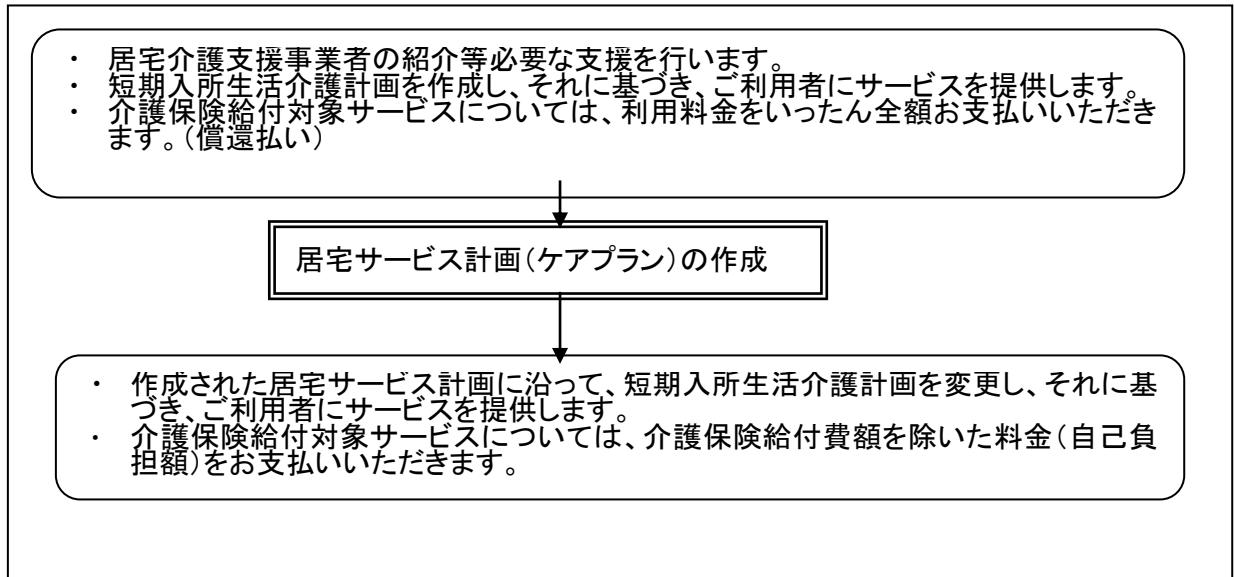 ・ 居宅介護支援事業者の紹介等必要な支援を行います。
・ 短期入所生活介護計画を作成し、それに基づき、ご利用者にサービスを提供します。
・ 介護保険給付対象サービスについては、利用料金をいったん全額お支払いいただき
ます。(償還払い)
居宅サービス計画(ケアプラン)の作成
・ 作成された居宅サービス計画に沿って、短期入所生活介護計画を変更し、それに基
づき、ご利用者にサービスを提供します。
・ 介護保険給付対象サービスについては、介護保険給付費額を除いた料金(自己負
担額)をお支払いいただきます。